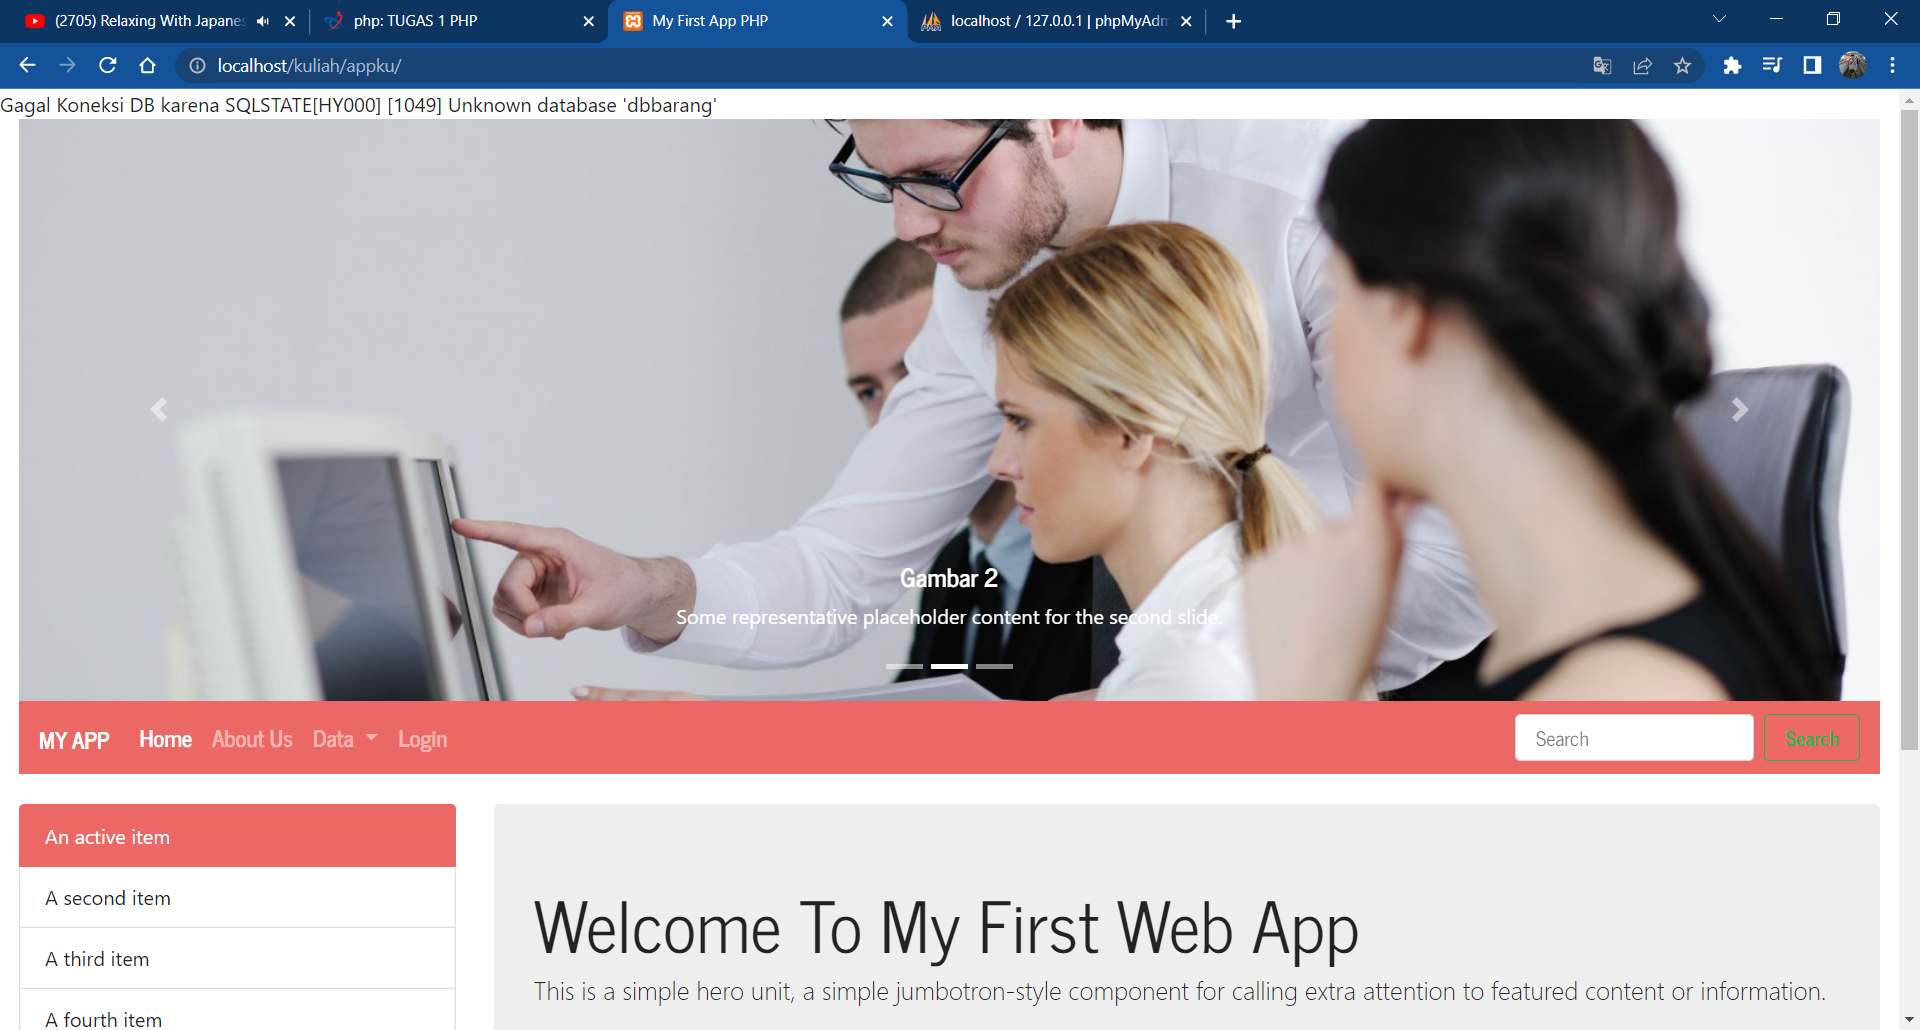 (2705) Relaxing With Japanes
php: TUGAS 1 PHP
My First App PHP
localhost / 127.0.0.1 | phpMyAdm
localhost/kuliah/appku/
Gagal Koneksi DB karena SQLSTATE[HY000] [1049] Unknown database 'dbbarang'
Gambar 2
Some representative placeholder content for the second slide.
MY APP Home About Us Data Login Search Search
An active item
A second item
A third item
A fourth item
Welcome To My First Web App
This is a simple hero unit, a simple jumbotron-style component for calling extra attention to featured content or information.